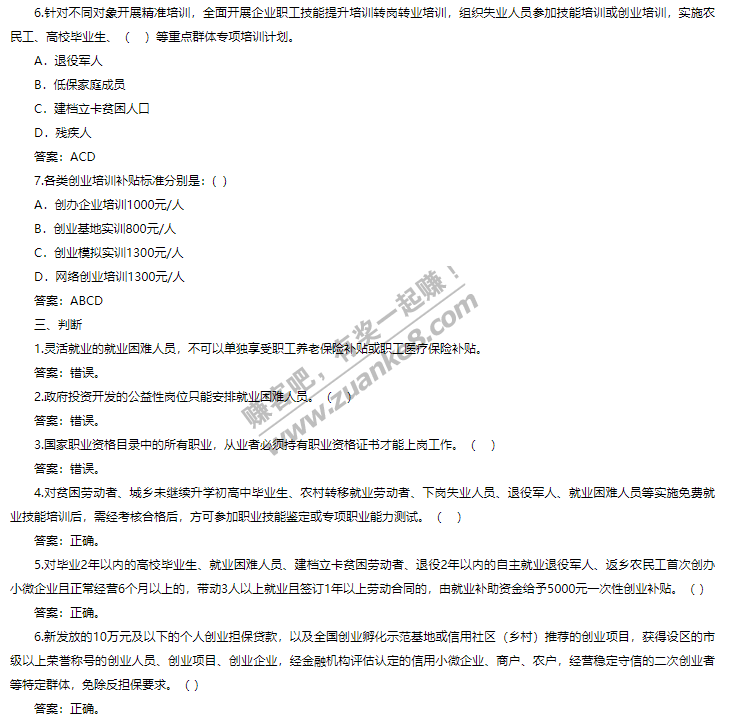 6.针对不同对象开展精准培训，全面开展企业职工技能提升培训转岗转业培训，组织失业人员参加技能培训或创业培训，实施农
民工、高校毕业生、（　）等重点群体专项培训计划。
A．退役军人
B．低保家庭成员
C．建档立卡贫困人口
D．残疾人
答案：ACD
7.各类创业培训补贴标准分别是：( )
A．创办企业培训1000元/人
B．创业基地实训800元/人
C．创业模拟实训1300元/人
D．网络创业培训1300元/人
答案：ABCD
三、判断
1.灵活就业的就业困难人员，不可以单独享受职工养老保险补贴或职工医疗保险补贴。
答案：错误。
2.政府投资开发的公益性岗位只能安排就业困难人员。（　）
答案：错误。
3.国家职业资格目录中的所有职业，从业者必须持有职业资格证书才能上岗工作。（　）
答案：错误。
4.对贫困劳动者、城乡未继续升学初高中毕业生、农村转移就业劳动者、下岗失业人员、退役军人、就业困难人员等实施免费就
业技能培训后，需经考核合格后，方可参加职业技能鉴定或专项职业能力测试。（　）
答案：正确。
5.对毕业2年以内的高校毕业生、就业困难人员、建档立卡贫困劳动者、退役2年以内的自主就业退役军人、返乡农民工首次创办
小微企业且正常经营6个月以上的，带动3人以上就业且签订1年以上劳动合同的，由就业补助资金给予5000元一次性创业补贴。( )
答案：正确。
6.新发放的10万元及以下的个人创业担保贷款，以及全国创业孵化示范基地或信用社区（乡村）推荐的创业项目，获得设区的市
级以上荣誉称号的创业人员、创业项目、创业企业，经金融机构评估认定的信用小微企业、商户、农户，经营稳定守信的二次创业者
等特定群体，免除反担保要求。( )
答案：正确。
赚客吧，有奖一起赚！
www.zuanke8.com